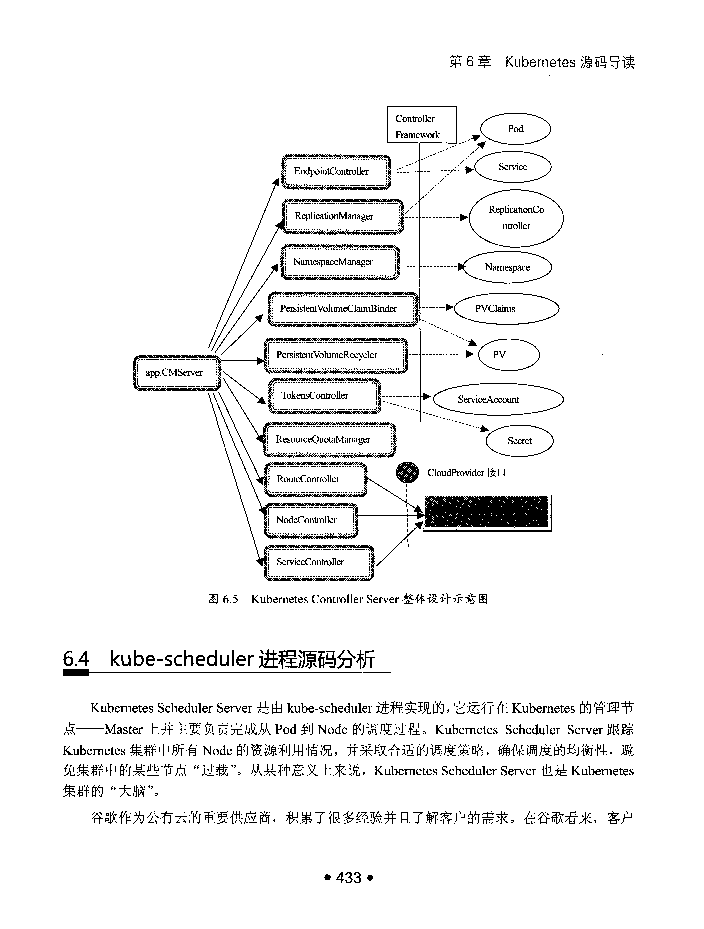 第 6 章 Kubernetes 源码导读
Controller
Framework
Pod
EndpointController
Service
ReplicationManager
ReplicationCo
ntroller
NamespaceManager
Namespace
PersistentVolumeClaimBinder
PVClaims
PersistentVolumeRecycler
PV
app.CMServer
TokensController
ServiceAccount
ResourceQuotaManager
Secret
RouteController
CloudProvider 接口
NodeController
ServiceController
图 6.5 Kubernetes Controller Server 整体设计示意图
6.4 kube-scheduler 进程源码分析
Kubernetes Scheduler Server 是由 kube-scheduler 进程实现的，它运行在 Kubernetes 的管理节
点——Master 上并主要负责完成从 Pod 到 Node 的调度过程。Kubernetes Scheduler Server 跟踪
Kubernetes 集群中所有 Node 的资源利用情况，并采取合适的调度策略，确保调度的均衡性，避
免集群中的某些节点“过载”。从某种意义上来说，Kubernetes Scheduler Server 也是 Kubernetes
集群的“大脑”。
谷歌作为公有云的重要供应商，积累了很多经验并且了解客户的需求。在谷歌看来，客户
• 433 •